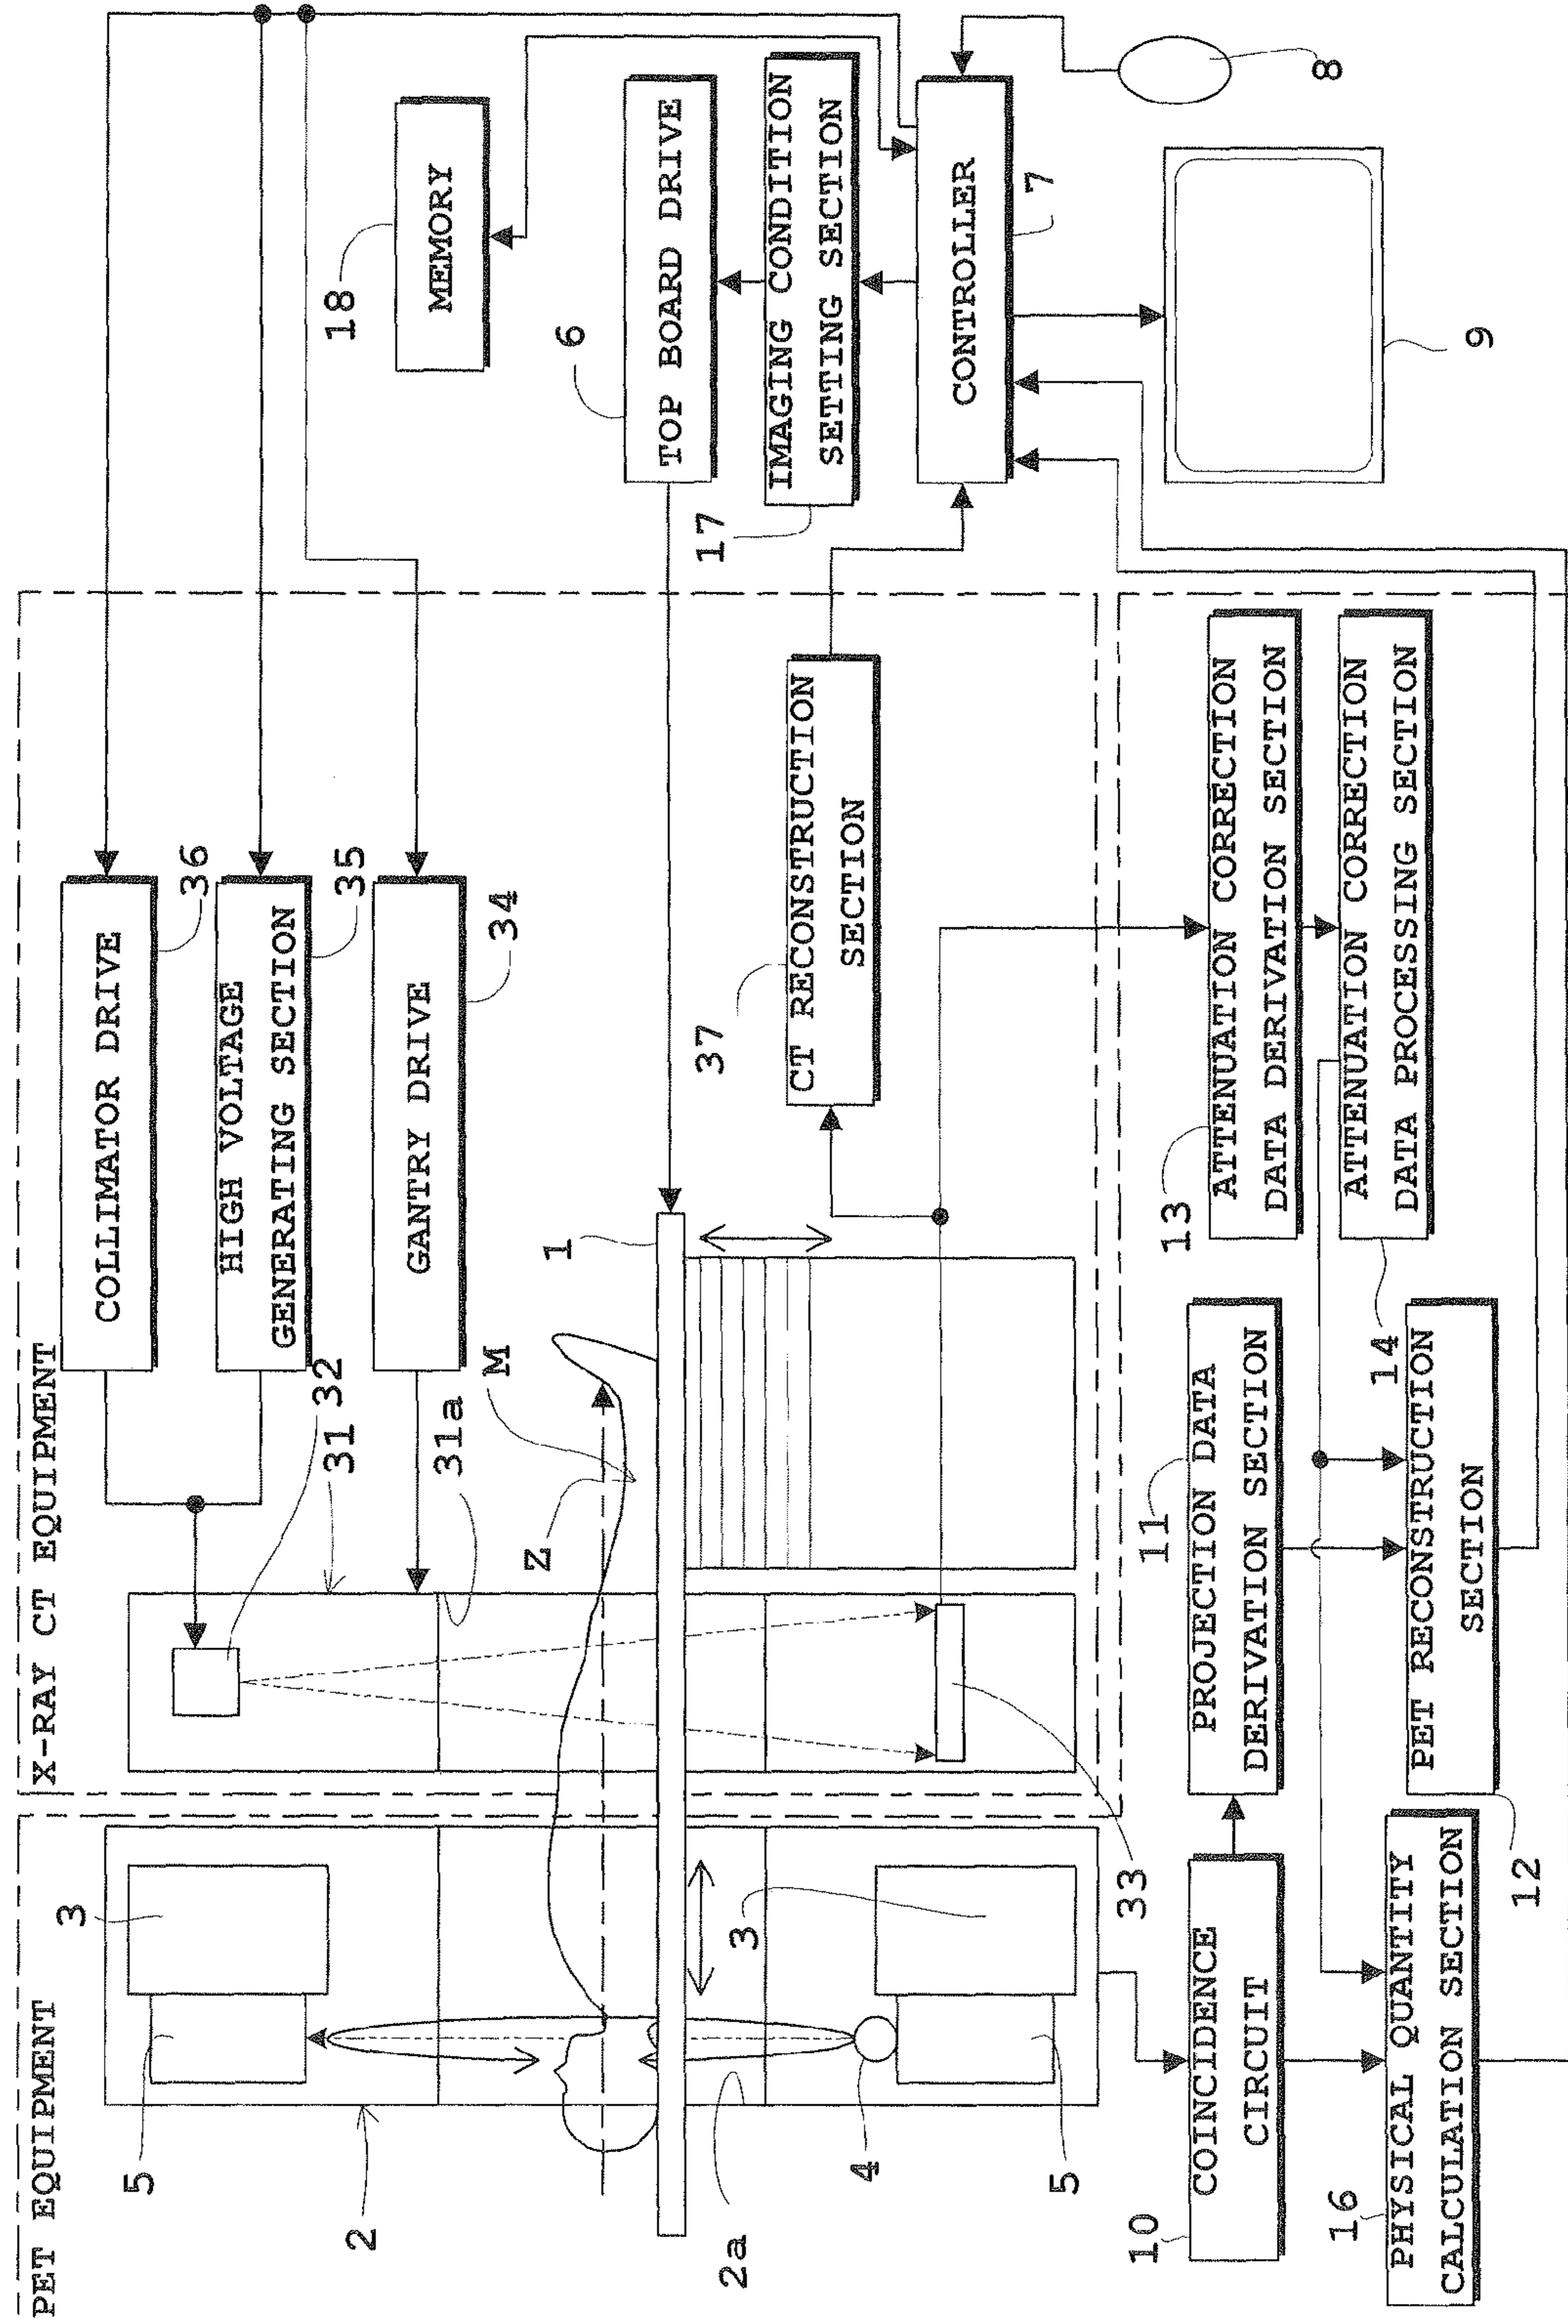 PET EQUIPMENT
X-RAY CT EQUIPMENT
COLLIMATOR DRIVE
36
HIGH VOLTAGE
GENERATING SECTION
35
GANTRY DRIVE
34
MEMORY
18
TOP BOARD DRIVE
6
IMAGING CONDITION
SETTING SECTION
17
CONTROLLER
7
8
9
CT RECONSTRUCTION
SECTION
37
32
31
31a
M
Z
1
3
5
2
2a
4
3
5
33
COINCIDENCE
CIRCUIT
10
PROJECTION DATA
DERIVATION SECTION
11
ATTENUATION CORRECTION
DATA DERIVATION SECTION
13
ATTENUATION CORRECTION
DATA PROCESSING SECTION
14
PET RECONSTRUCTION
SECTION
12
PHYSICAL QUANTITY
CALCULATION SECTION
16